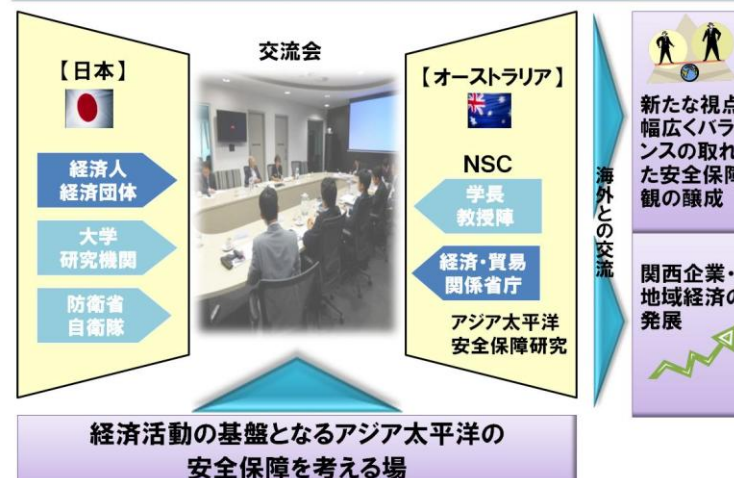 交流会
【日本】
経済人
経済団体
大学
研究機関
防衛省
自衛隊
【オーストラリア】
NSC
学長
教授陣
経済・貿易
関係省庁
アジア太平洋
安全保障研究
海外との交流
新たな視点
幅広くバラ
ンスの取れ
た安全保障
観の醸成
関西企業・
地域経済の
発展
経済活動の基盤となるアジア太平洋の
安全保障を考える場